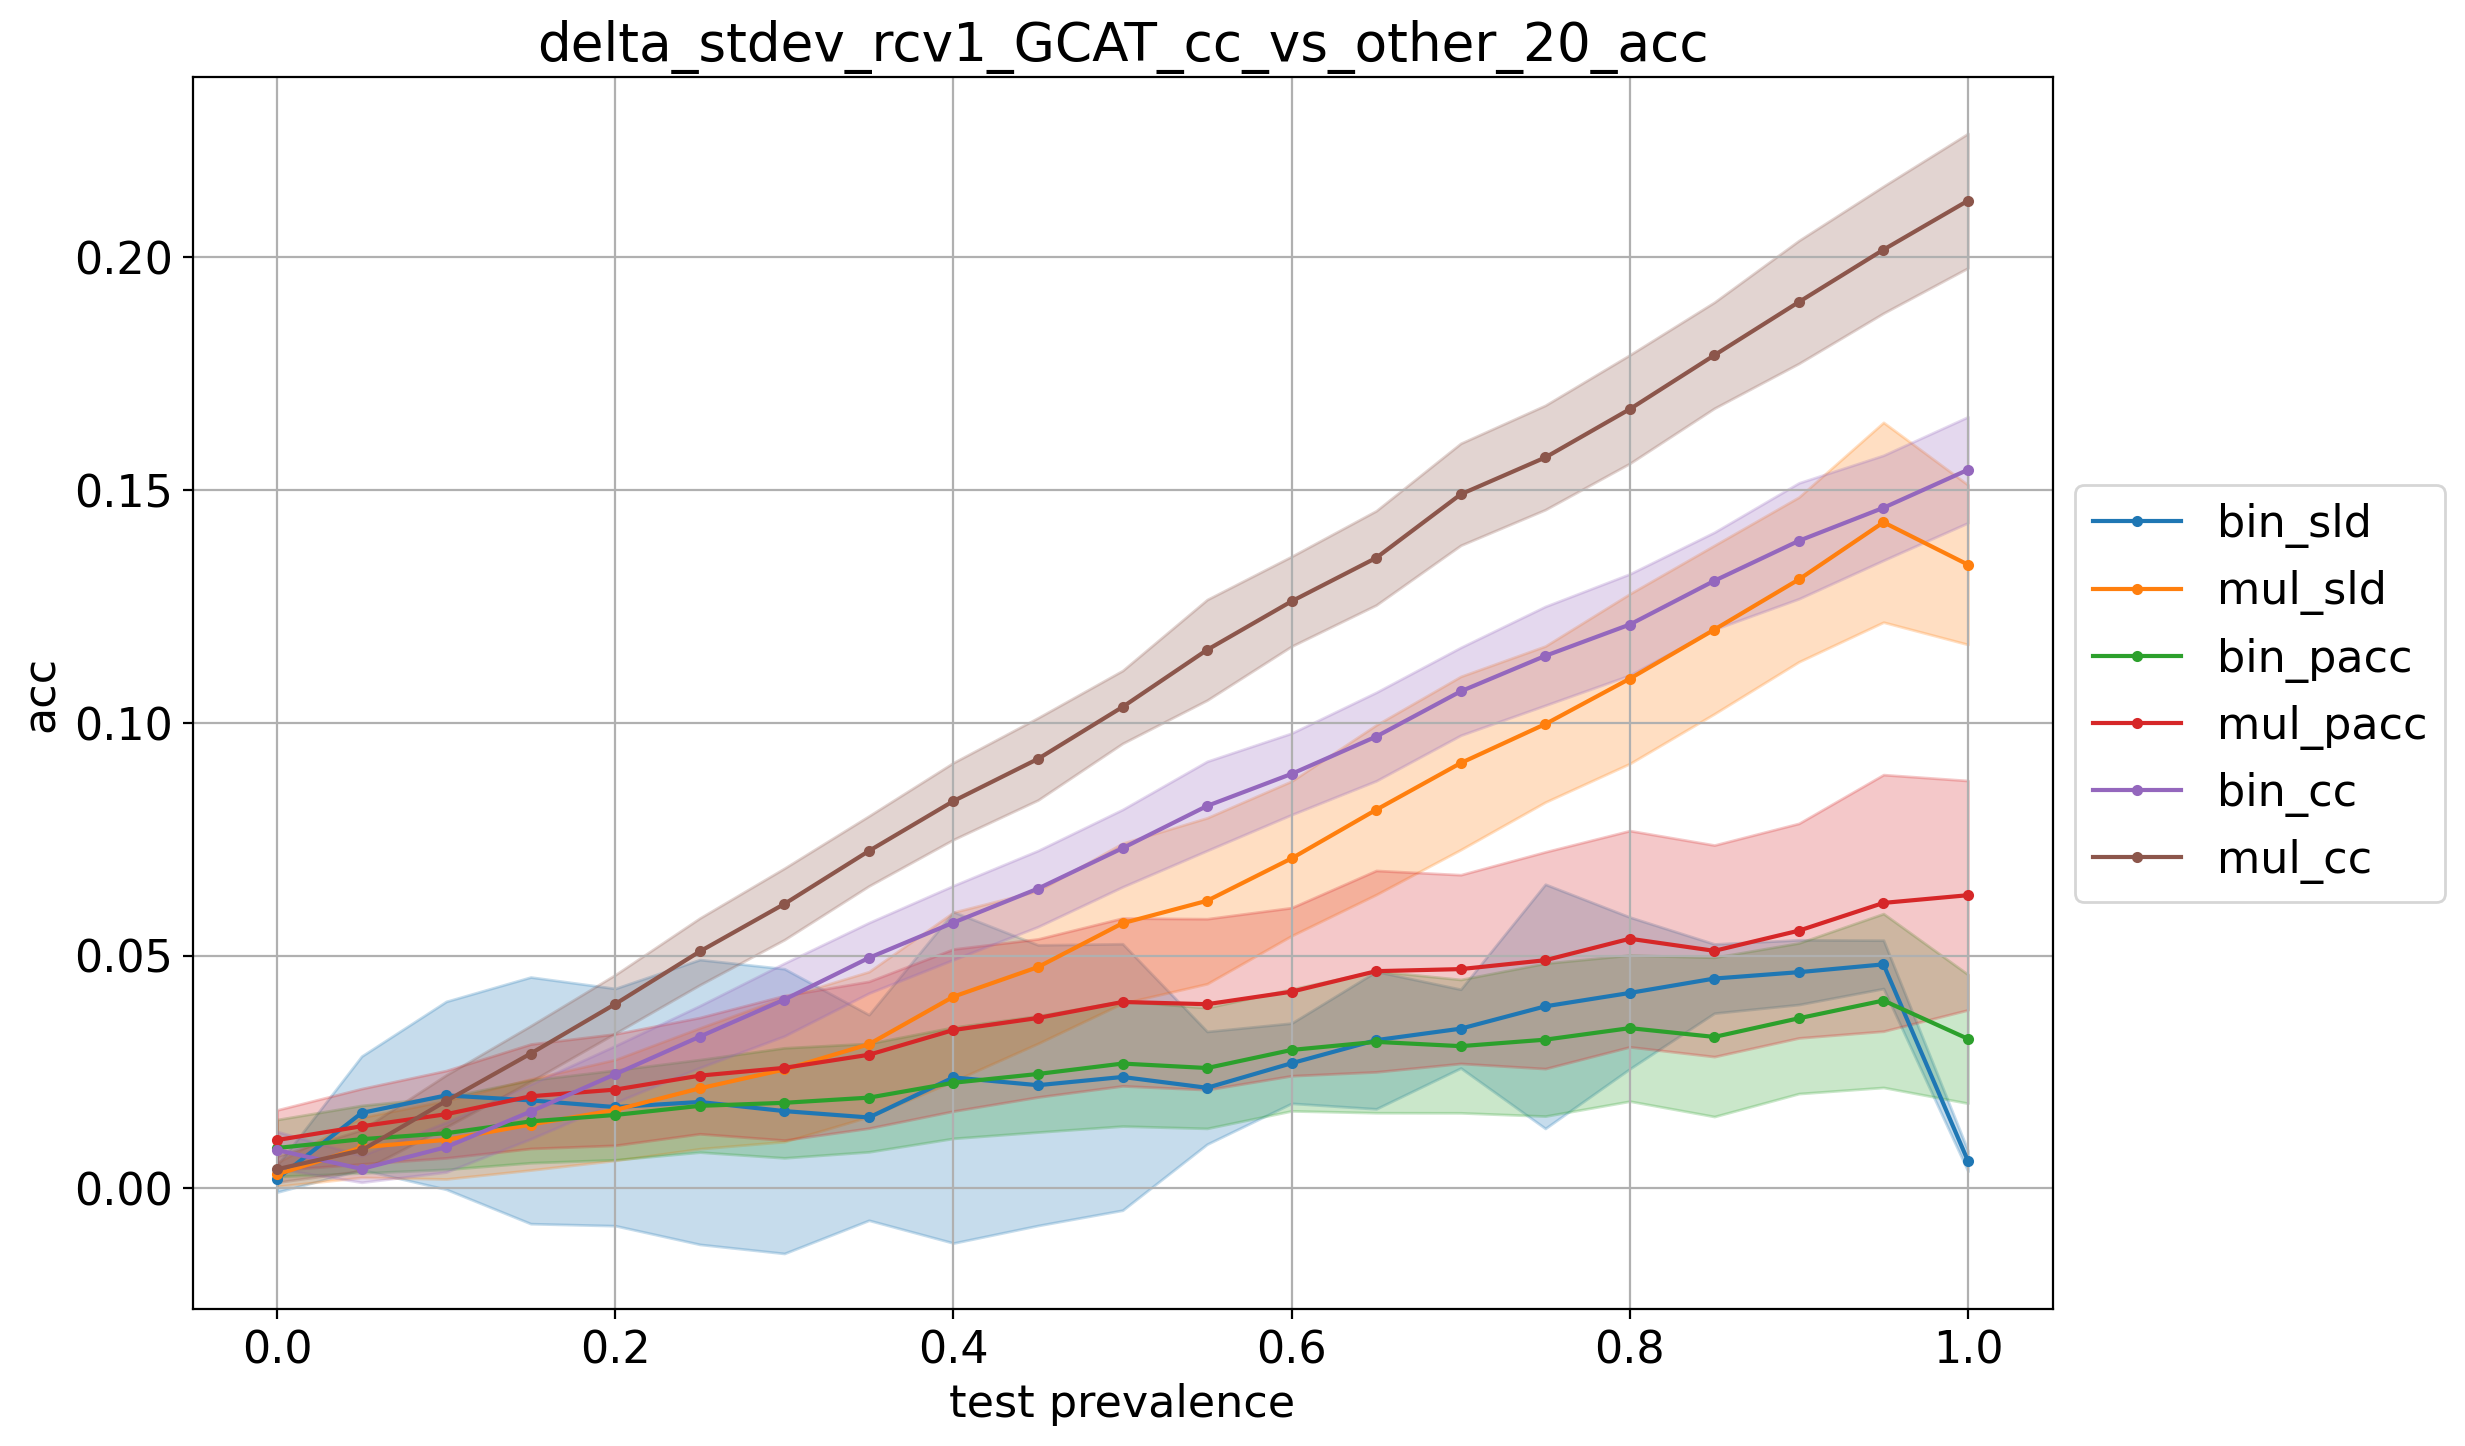 delta_stdev_rcv1_GCAT_cc_vs_other_20_acc
acc
0.20
0.15
0.10
0.05
0.00
0.0 0.2 0.4 0.6 0.8 1.0
test prevalence
bin_sld
mul_sld
bin_pacc
mul_pacc
bin_cc
mul_cc